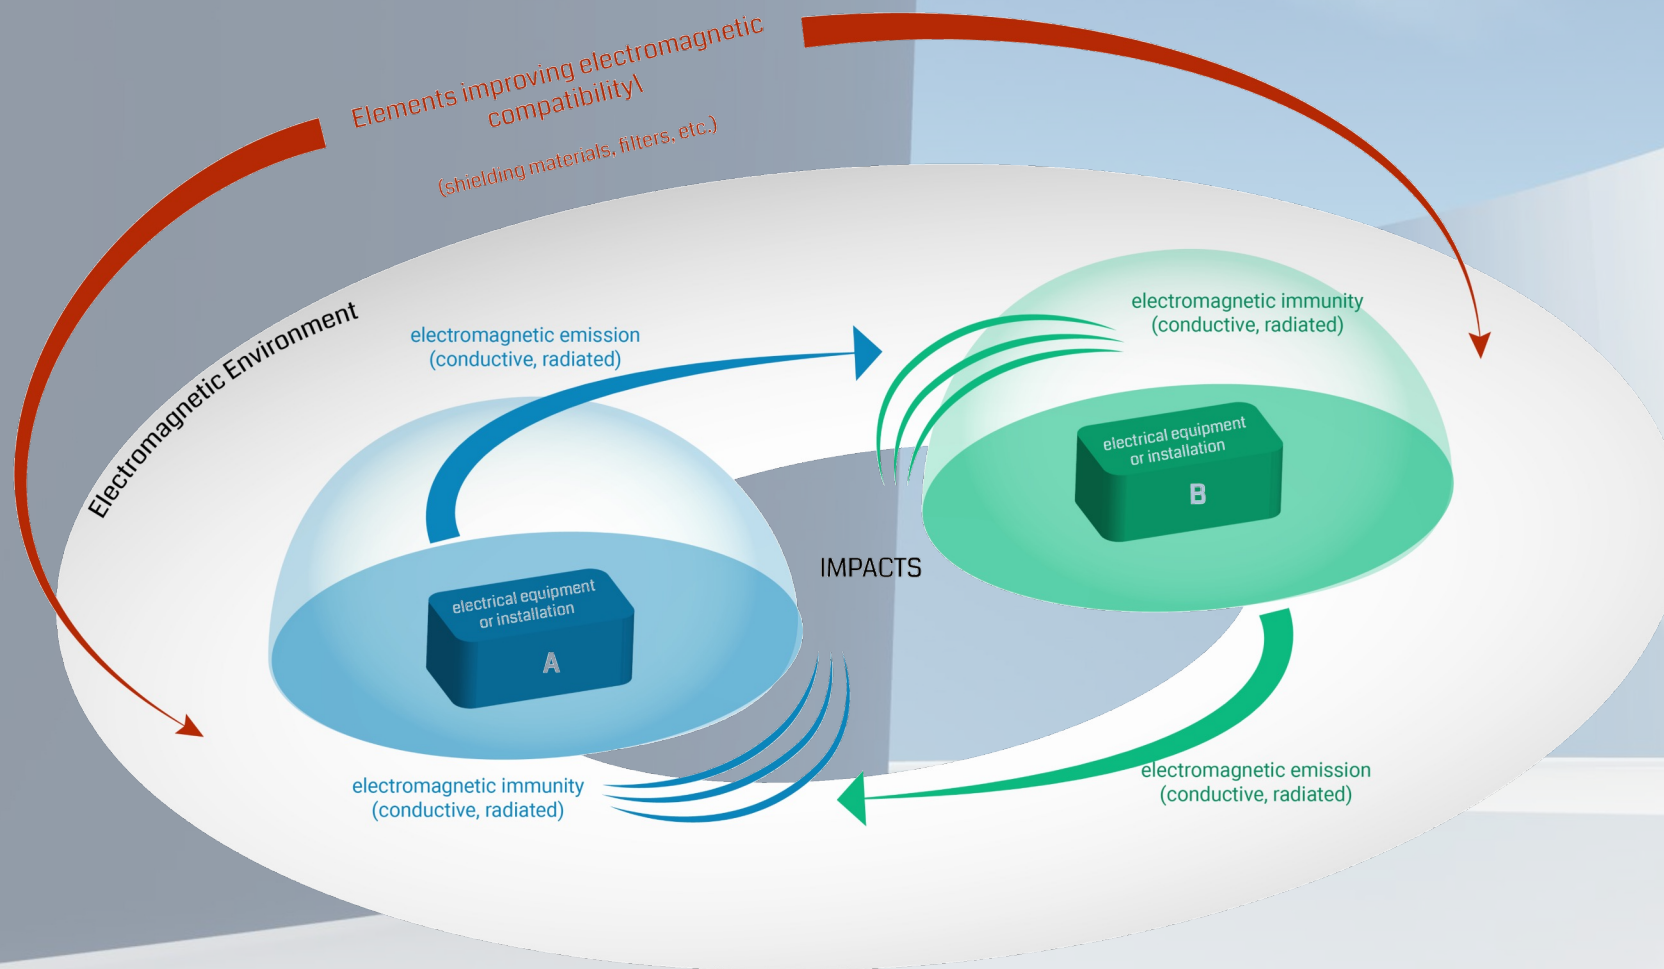 Elements improving electromagnetic
compatibility\
(shielding materials, filters, etc.)
Electromagnetic Environment
electromagnetic emission
(conductive, radiated)
electromagnetic immunity
(conductive, radiated)
electrical equipment
or installation
B
IMPACTS
electrical equipment
or installation
A
electromagnetic immunity
(conductive, radiated)
electromagnetic emission
(conductive, radiated)